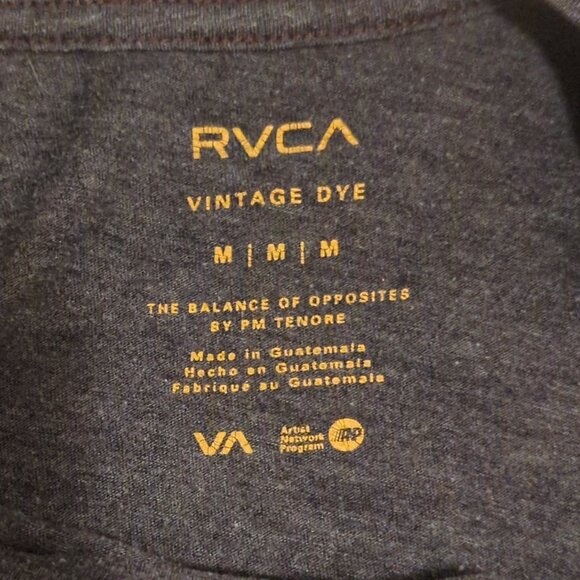 RVCA
VINTAGE DYE
M | M | M
THE BALANCE OF OPPOSITES
BY PM TENORE
Made in Guatemala
Hecho en Guatemala
Fabriqué au Guatemala
VA
Artist
Network
Program